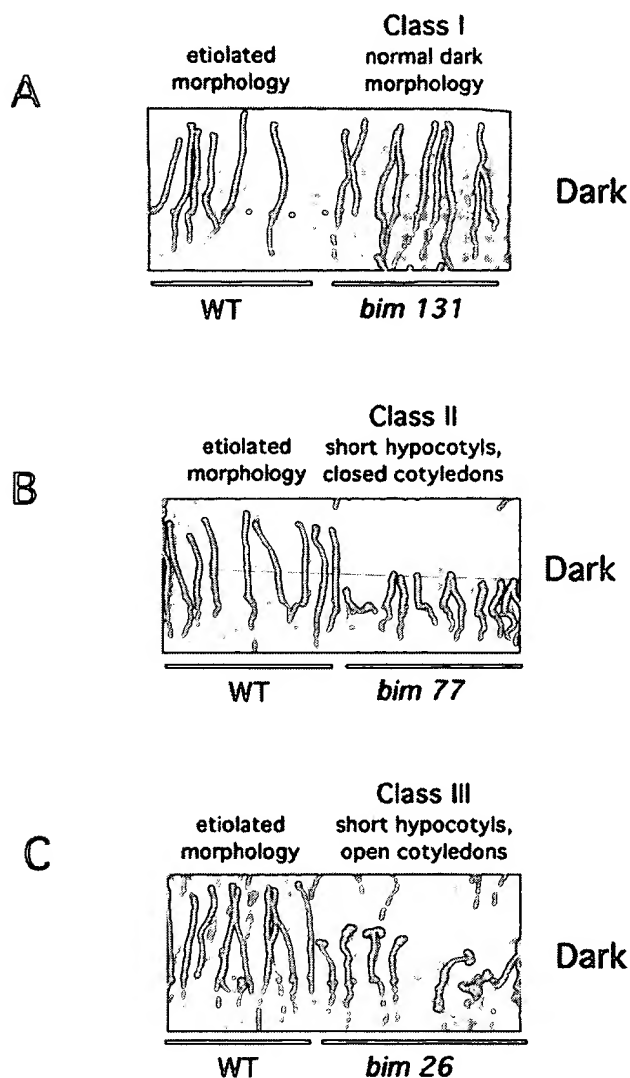 A
etiolated morphology
Class I
normal dark morphology
Dark
WT
bim 131
B
etiolated morphology
Class II
short hypocotyls,
closed cotyledons
Dark
WT
bim 77
C
etiolated morphology
Class III
short hypocotyls,
open cotyledons
Dark
WT
bim 26